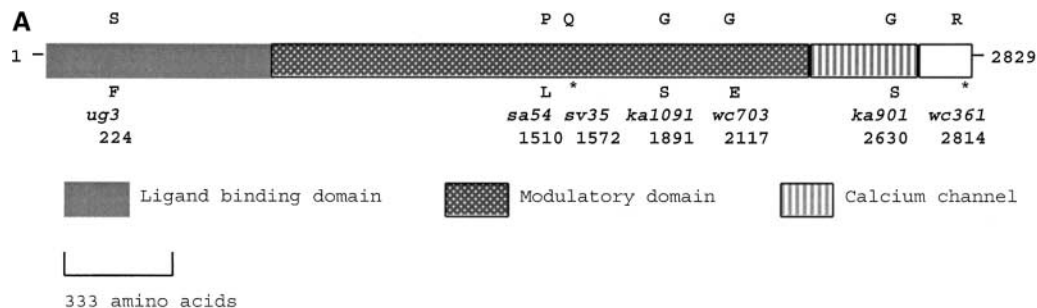 A
S P Q G G G R
1 2829
F L * S E S *
ug3 sa54 sv35 ka1091 wc703 ka901 wc361
224 1510 1572 1891 2117 2630 2814
Ligand binding domain Modulatory domain Calcium channel
333 amino acids